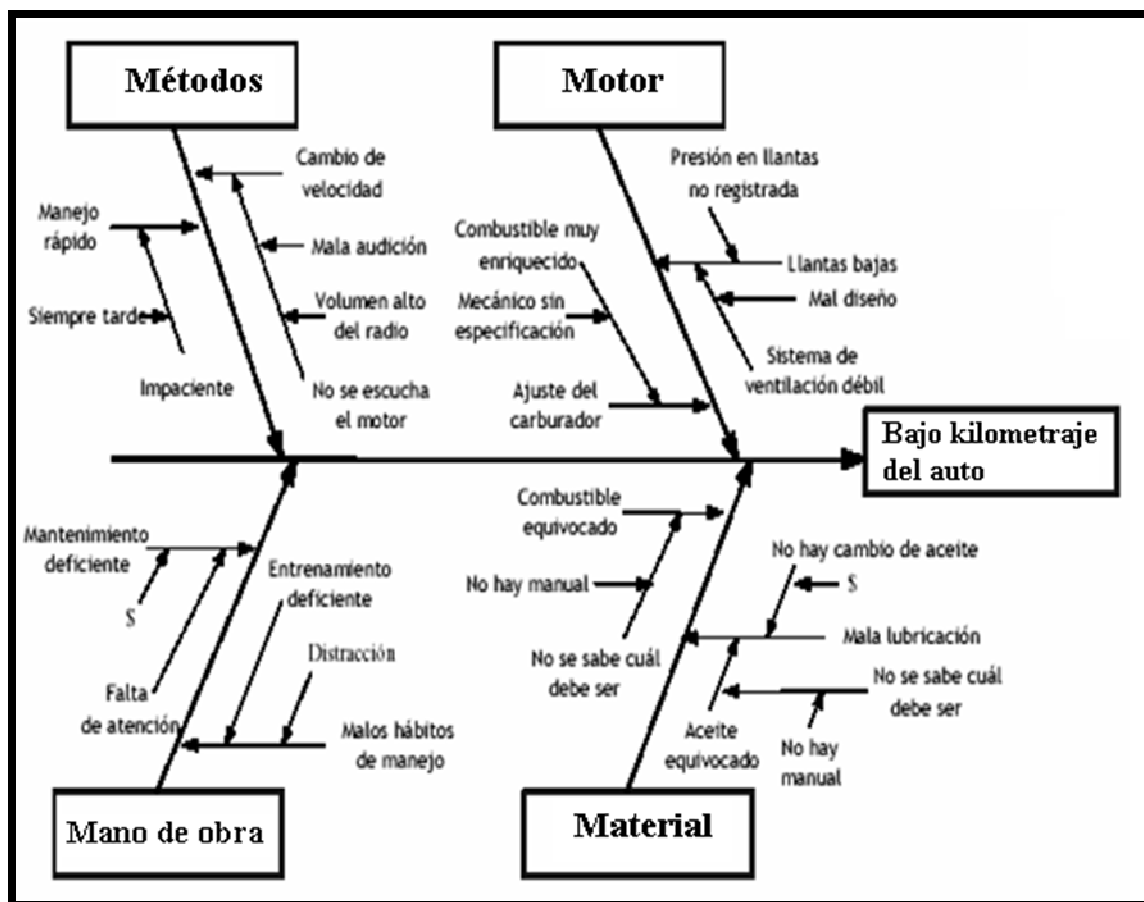 Métodos
Motor
Cambio de
velocidad
Presión en llantas
no registrada
Manejo
rápido
Mala audición
Combustible muy
enriquecido
Llantas bajas
Mal diseño
Siempre tarde
Volumen alto
del radio
Mecánico sin
especificación
Sistema de
ventilación débil
Impaciente
No se escucha
el motor
Ajuste del
carburador
Bajo kilometraje
del auto
Mantenimiento
deficiente
$
Entrenamiento
deficiente
Distracción
Falta
de atención
Malos hábitos
de manejo
Combustible
equivocado
No hay manual
No se sabe cuál
debe ser
No hay cambio de aceite
$
Mala lubricación
No se sabe cuál
debe ser
Aceite
equivocado
No hay
manual
Mano de obra
Material